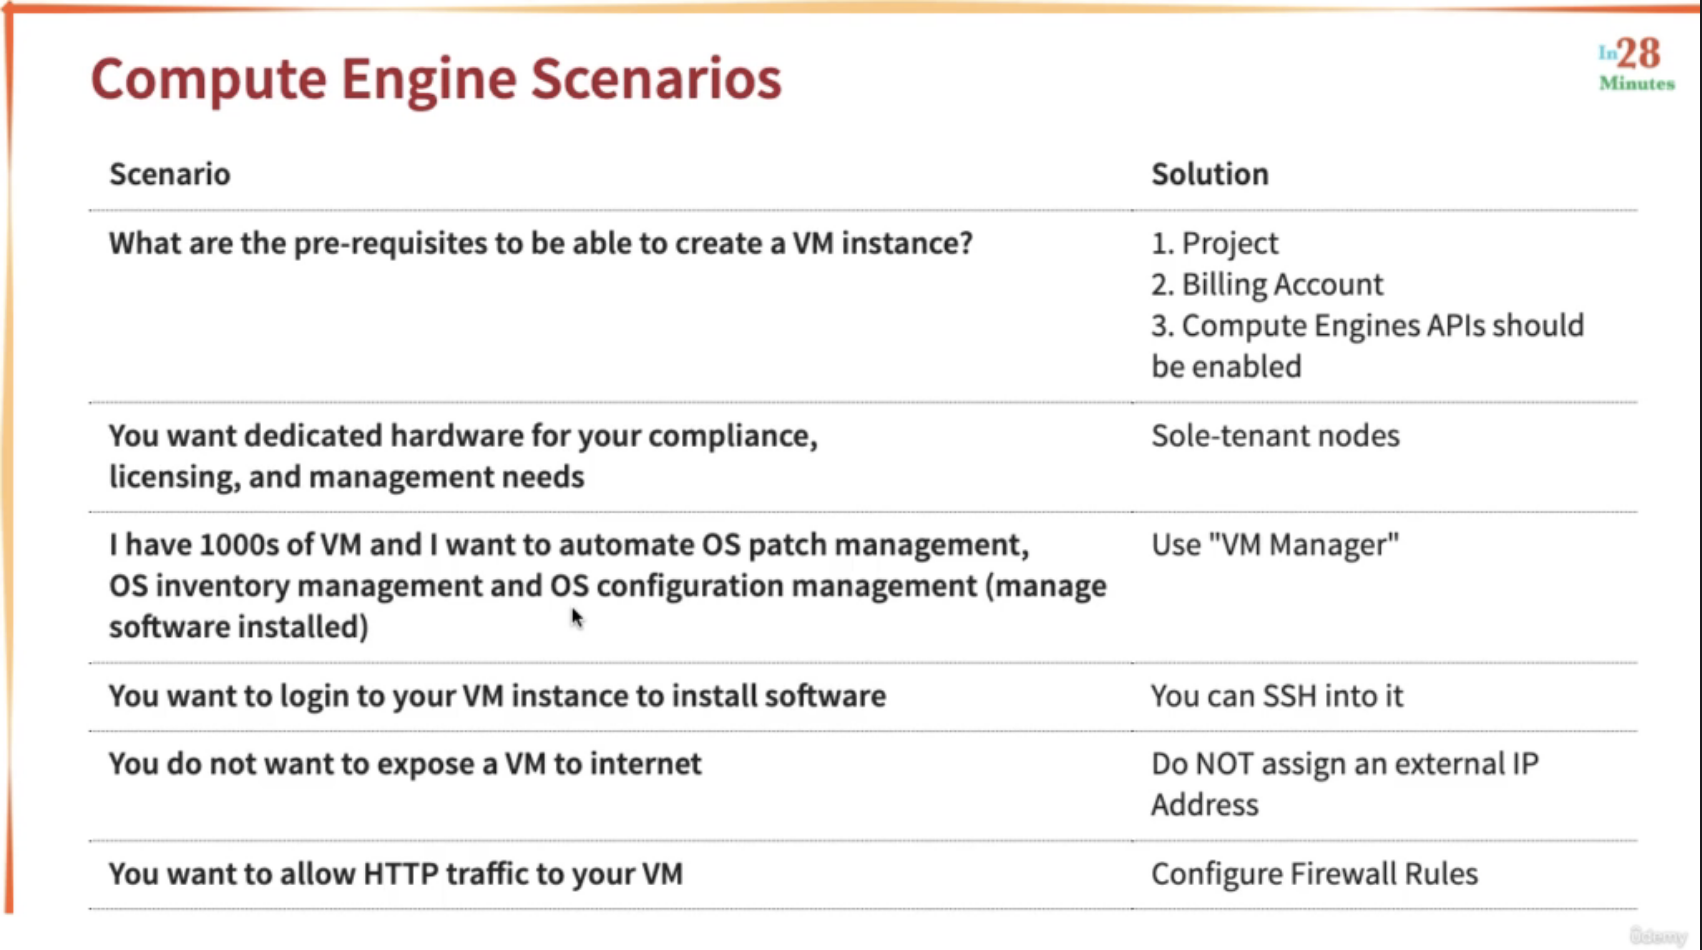 Compute Engine Scenarios
In28
Minutes
Scenario
Solution
What are the pre-requisites to be able to create a VM instance?
1. Project
2. Billing Account
3. Compute Engines APIs should
be enabled
You want dedicated hardware for your compliance,
licensing, and management needs
Sole-tenant nodes
I have 1000s of VM and I want to automate OS patch management,
OS inventory management and OS configuration management (manage
software installed)
Use "VM Manager"
You want to login to your VM instance to install software
You can SSH into it
You do not want to expose a VM to internet
Do NOT assign an external IP
Address
You want to allow HTTP traffic to your VM
Configure Firewall Rules
ûdemy